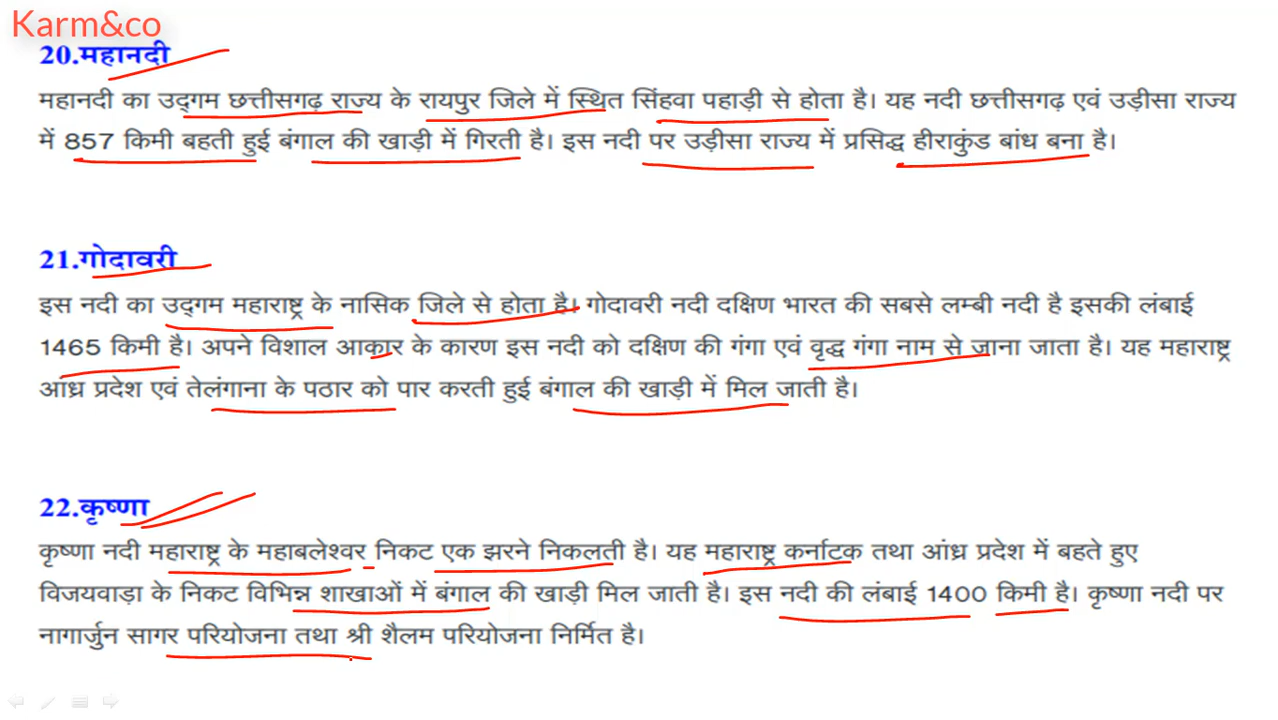 Karm&co
20.महानदी
महानदी का उद्गम छत्तीसगढ़ राज्य के रायपुर जिले में स्थित सिंहवा पहाड़ी से होता है। यह नदी छत्तीसगढ़ एवं उड़ीसा राज्य
में 857 किमी बहती हुई बंगाल की खाड़ी में गिरती है। इस नदी पर उड़ीसा राज्य में प्रसिद्ध हीराकुंड बांध बना है।
21.गोदावरी
इस नदी का उद्गम महाराष्ट्र के नासिक जिले से होता है। गोदावरी नदी दक्षिण भारत की सबसे लम्बी नदी है इसकी लंबाई
1465 किमी है। अपने विशाल आकार के कारण इस नदी को दक्षिण की गंगा एवं वृद्ध गंगा नाम से जाना जाता है। यह महाराष्ट्र
आंध्र प्रदेश एवं तेलंगाना के पठार को पार करती हुई बंगाल की खाड़ी में मिल जाती है।
22.कृष्णा
कृष्णा नदी महाराष्ट्र के महाबलेश्वर निकट एक झरने निकलती है। यह महाराष्ट्र कर्नाटक तथा आंध्र प्रदेश में बहते हुए
विजयवाड़ा के निकट विभिन्न शाखाओं में बंगाल की खाड़ी मिल जाती है। इस नदी की लंबाई 1400 किमी है। कृष्णा नदी पर
नागार्जुन सागर परियोजना तथा श्री शैलम परियोजना निर्मित है।